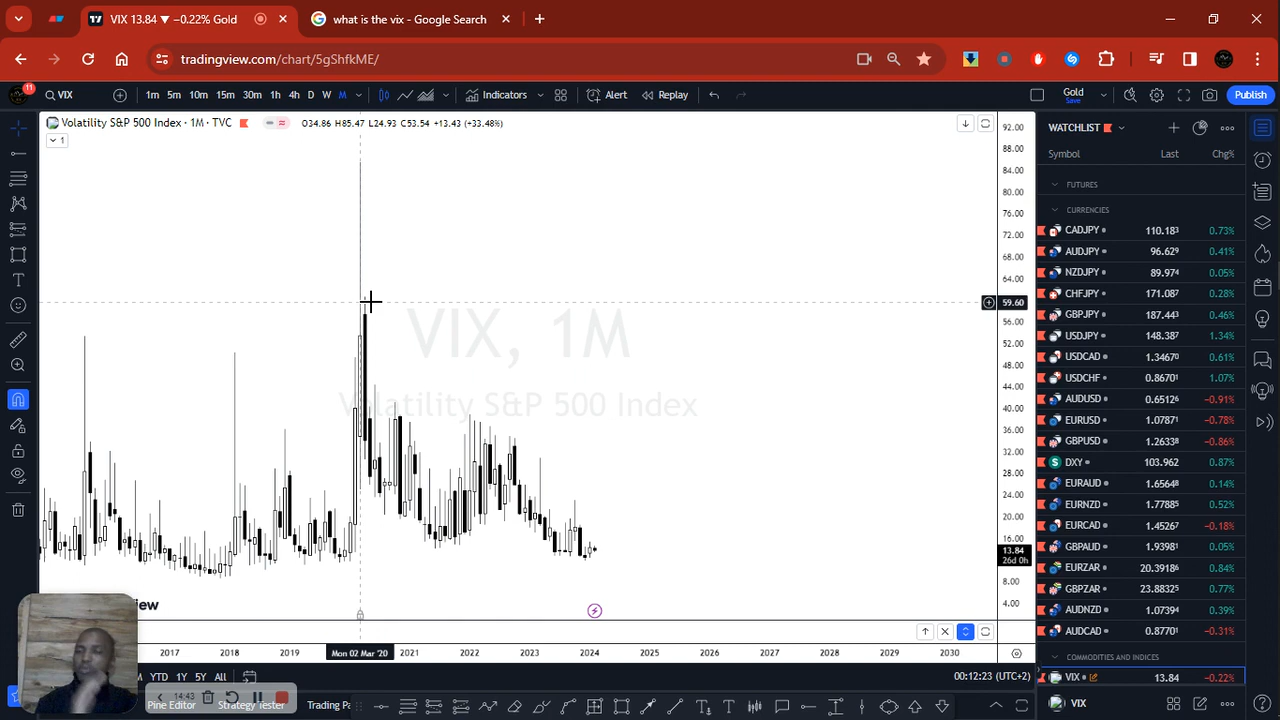 VIX 13.84 ▼ −0.22% Gold
what is the vix - Google Search
tradingview.com/chart/5gShfkME/
11
VIX
1m 5m 10m 15m 30m 1h 4h D W M
Indicators
Alert
Replay
Gold
Save
Publish
Volatility S&P 500 Index · 1M · TVC
O34.86 H85.47 L24.93 C53.54 +13.43 (+33.48%)
1
VIX, 1M
Volatility S&P 500 Index
92.00
88.00
84.00
80.00
76.00
72.00
68.00
64.00
59.60
56.00
52.00
48.00
44.00
40.00
36.00
32.00
28.00
24.00
20.00
16.00
13.84
26d 0h
8.00
4.00
WATCHLIST
Symbol Last Chg%
FUTURES
CURRENCIES
CADJPY 110.183 0.73%
AUDJPY 96.629 0.41%
NZDJPY 89.974 0.05%
CHFJPY 171.087 0.28%
GBPJPY 187.443 0.46%
USDJPY 148.387 1.34%
USDCAD 1.34670 0.61%
USDCHF 0.86701 1.07%
AUDUSD 0.65126 −0.91%
EURUSD 1.07871 −0.78%
GBPUSD 1.26338 −0.86%
DXY 103.962 0.87%
EURAUD 1.65648 0.14%
EURNZD 1.77885 0.52%
EURCAD 1.45267 −0.18%
GBPAUD 1.93981 0.05%
EURZAR 20.39186 0.84%
GBPZAR 23.88325 0.77%
AUDNZD 1.07394 0.39%
AUDCAD 0.87701 −0.31%
COMMODITIES AND INDICES
VIX 13.84 −0.22%
VIX
view
2017 2018 2019 Mon 02 Mar '20 2021 2022 2023 2024 2025 2026 2027 2028 2029 2030
YTD 1Y 5Y All
00:12:23 (UTC+2)
14:43
Pine Editor Strategy Tester Trading Pa